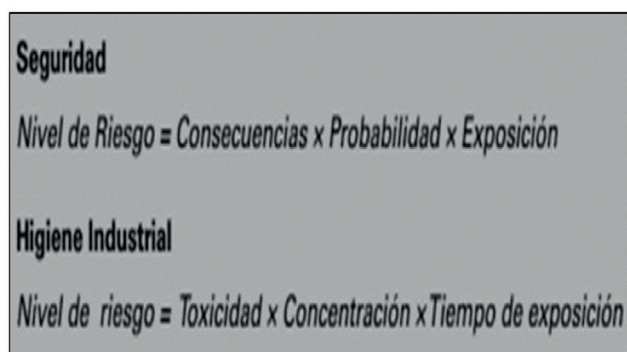 Seguridad
Nivel de Riesgo = Consecuencias x Probabilidad x Exposición
Higiene Industrial
Nivel de riesgo = Toxicidad x Concentración x Tiempo de exposición